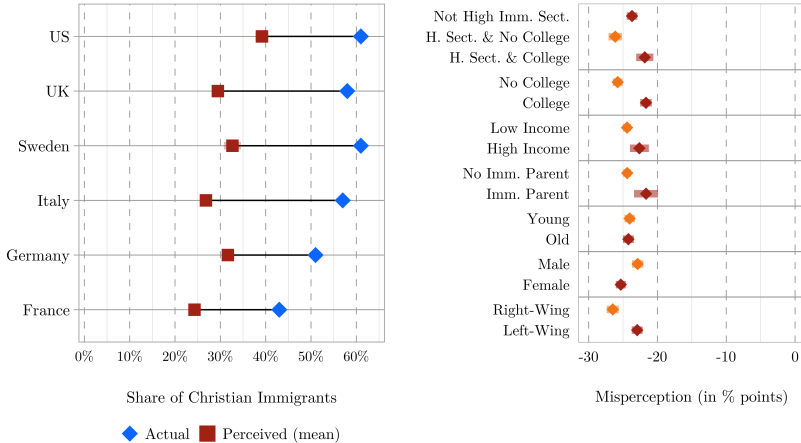 US
UK
Sweden
Italy
Germany
France
0% 10% 20% 30% 40% 50% 60%
Share of Christian Immigrants
Actual Perceived (mean)
Not High Imm. Sect.
H. Sect. & No College
H. Sect. & College
No College
College
Low Income
High Income
No Imm. Parent
Imm. Parent
Young
Old
Male
Female
Right-Wing
Left-Wing
-30 -20 -10 0
Misperception (in % points)